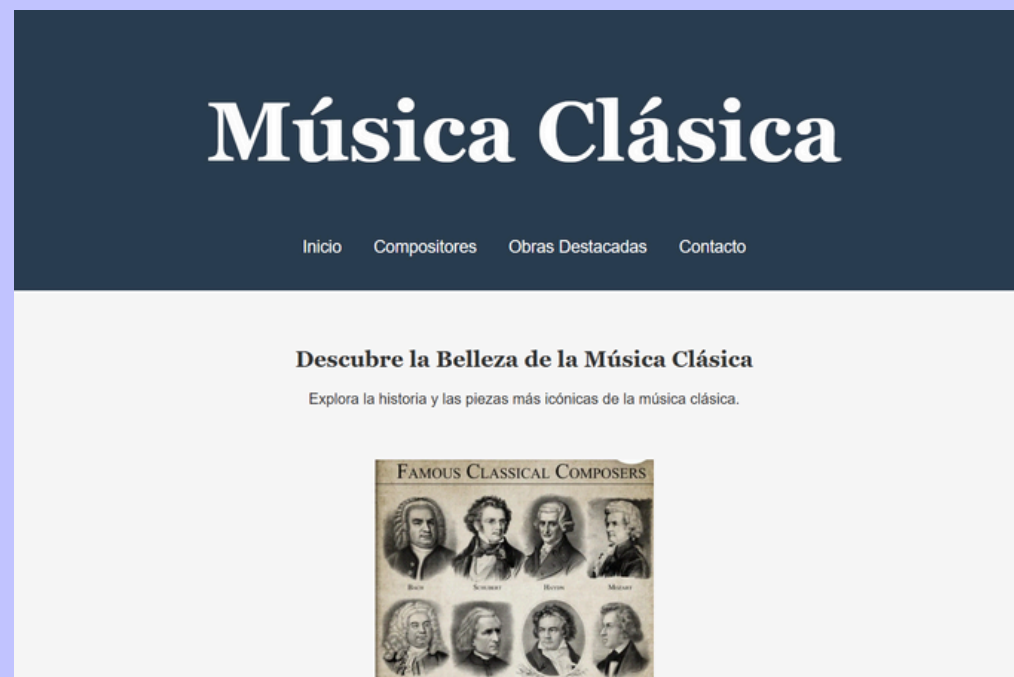 Música Clásica
Inicio Compositores Obras Destacadas Contacto
Descubre la Belleza de la Música Clásica
Explora la historia y las piezas más icónicas de la música clásica.
FAMOUS CLASSICAL COMPOSERS
BACH SCHUBERT HAYDN MOZART